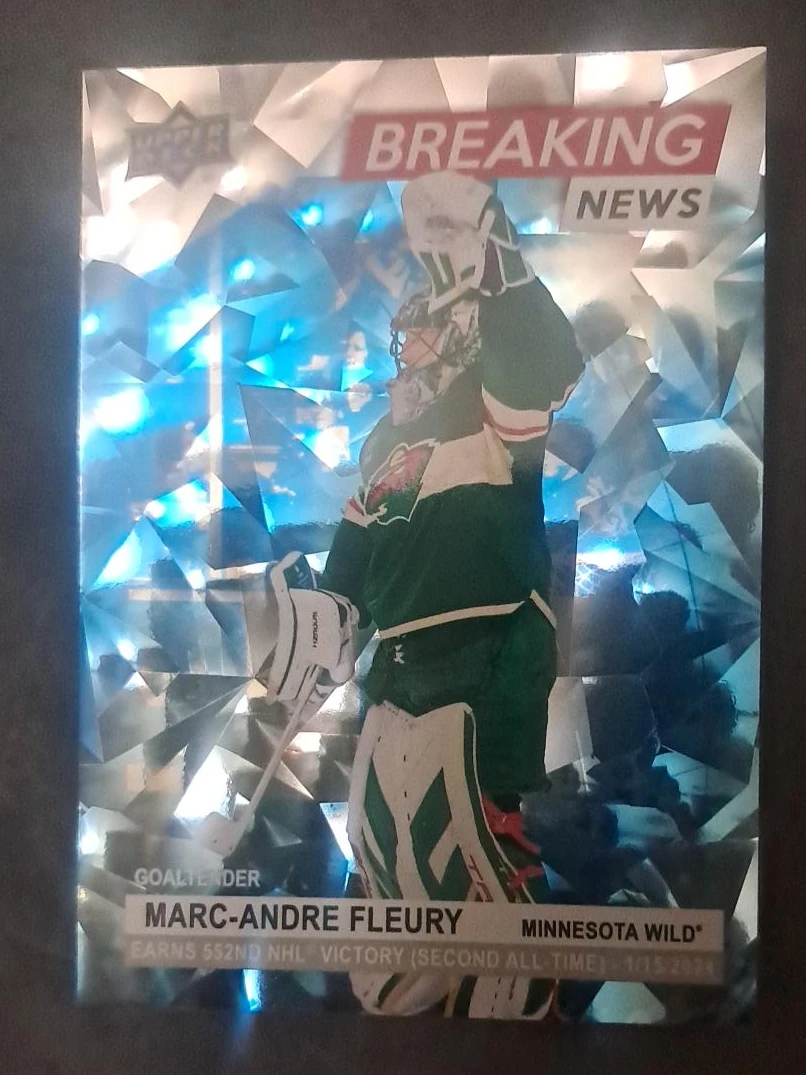 UPPER
DECK
BREAKING
NEWS
GOALTENDER
MARC-ANDRE FLEURY MINNESOTA WILD®
EARNS 552ND NHL® VICTORY (SECOND ALL-TIME) - 1/15/2024